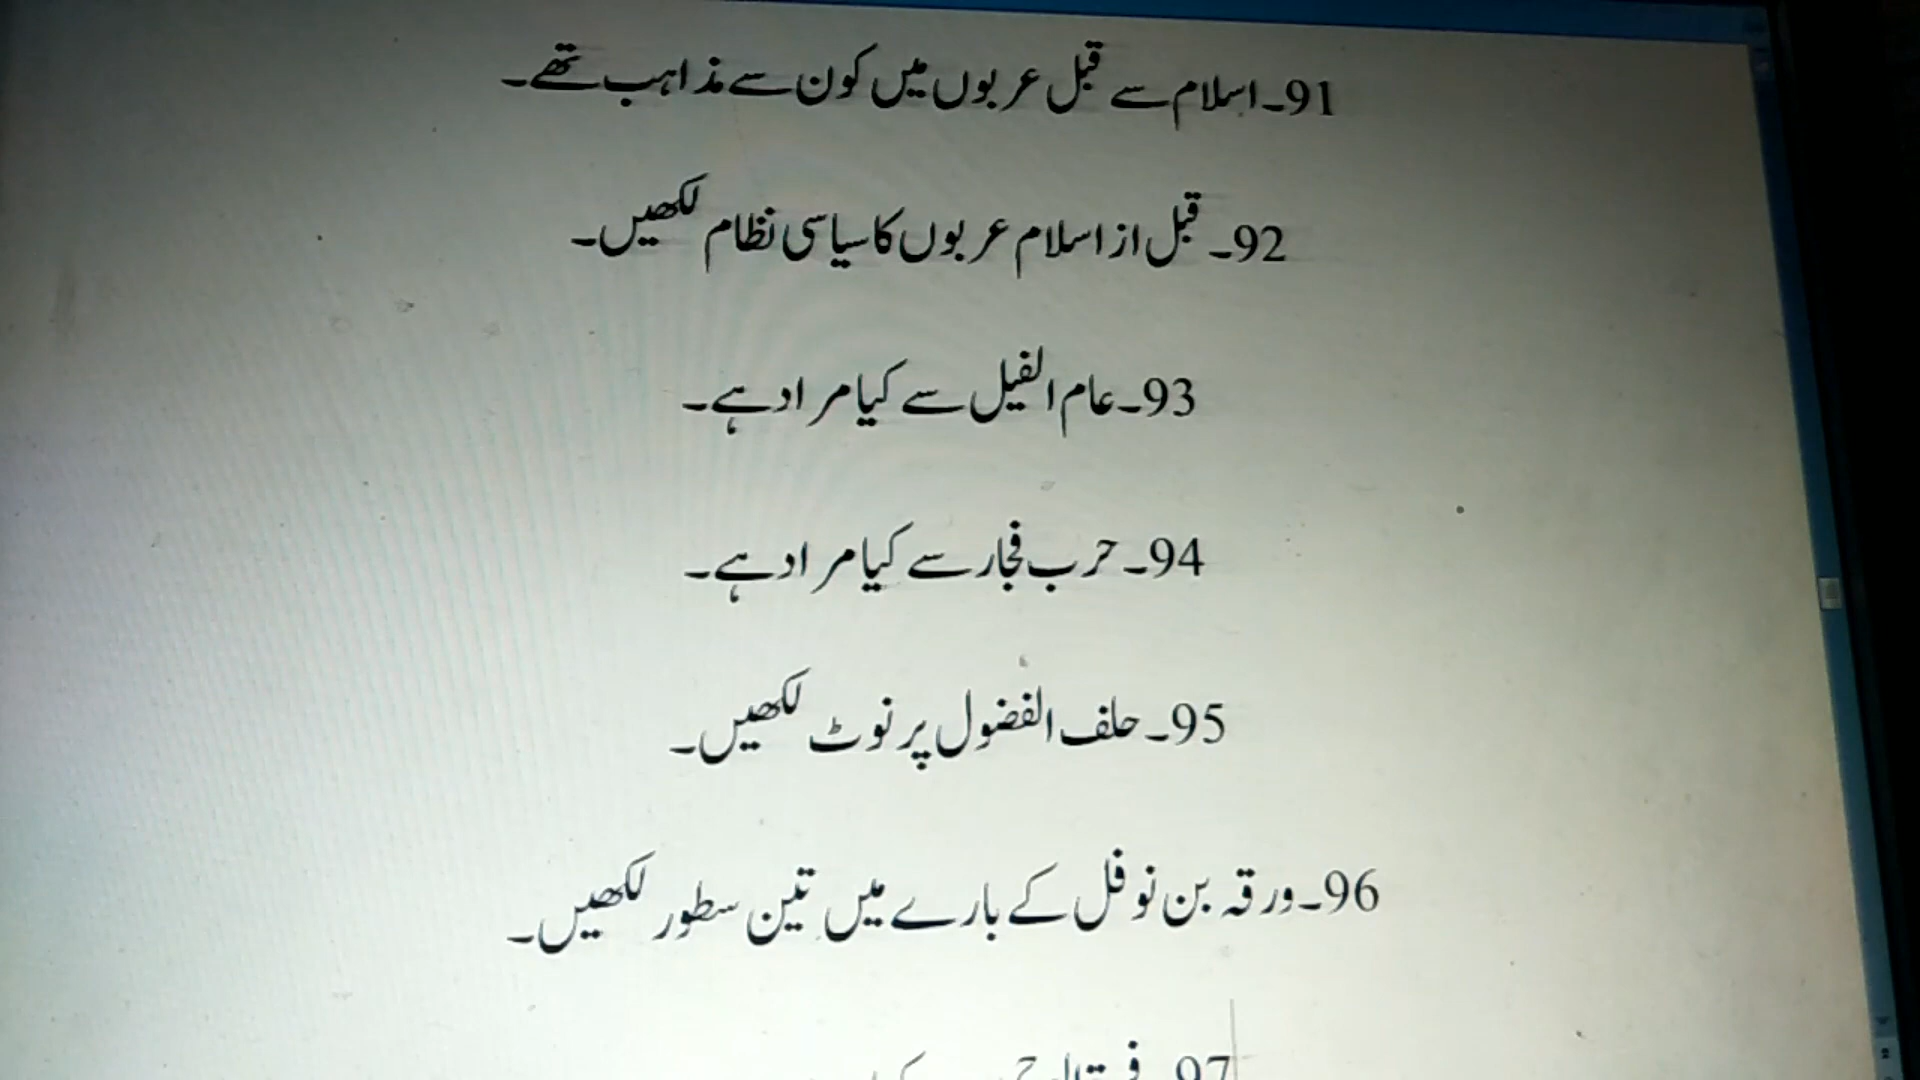 91۔ اسلام سے قبل عربوں میں کون سے مذاہب تھے۔
92۔ قبل از اسلام عربوں کا سیاسی نظام لکھیں۔
93۔ عام الفیل سے کیا مراد ہے۔
94۔ حرب فجار سے کیا مراد ہے۔
95۔ حلف الفضول پر نوٹ لکھیں۔
96۔ ورقہ بن نوفل کے بارے میں تین سطور لکھیں۔
97۔